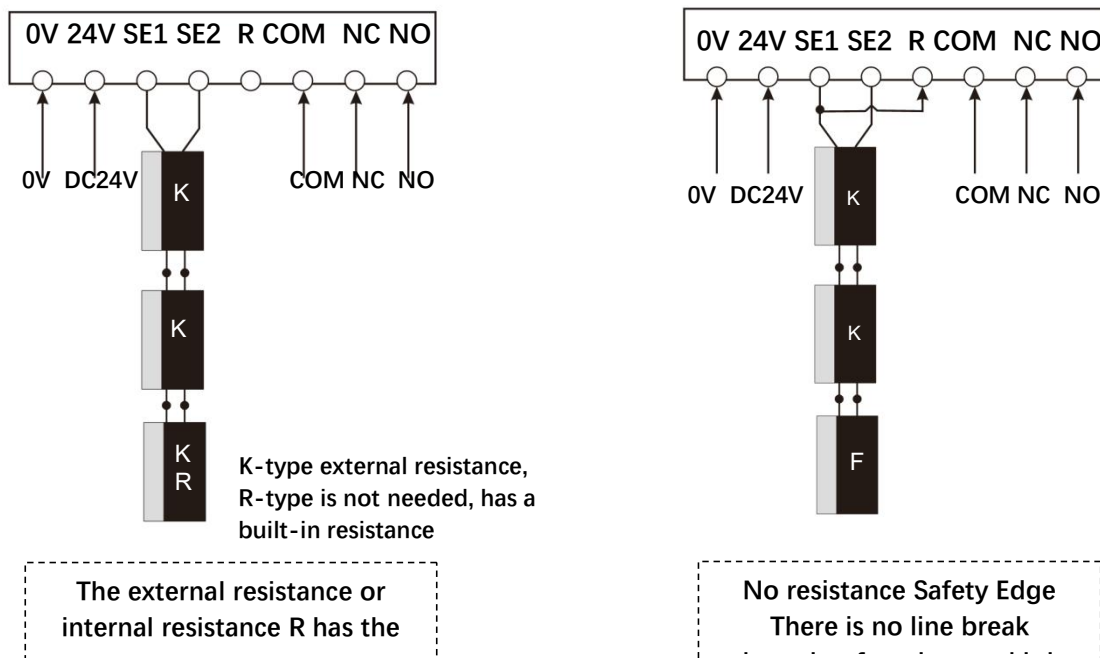 0V 24V SE1 SE2 R COM NC NO
0V DC24V COM NC NO
K
K
K
R
K-type external resistance,
R-type is not needed, has a
built-in resistance
The external resistance or
internal resistance R has the
0V 24V SE1 SE2 R COM NC NO
0V DC24V COM NC NO
K
K
F
No resistance Safety Edge
There is no line break